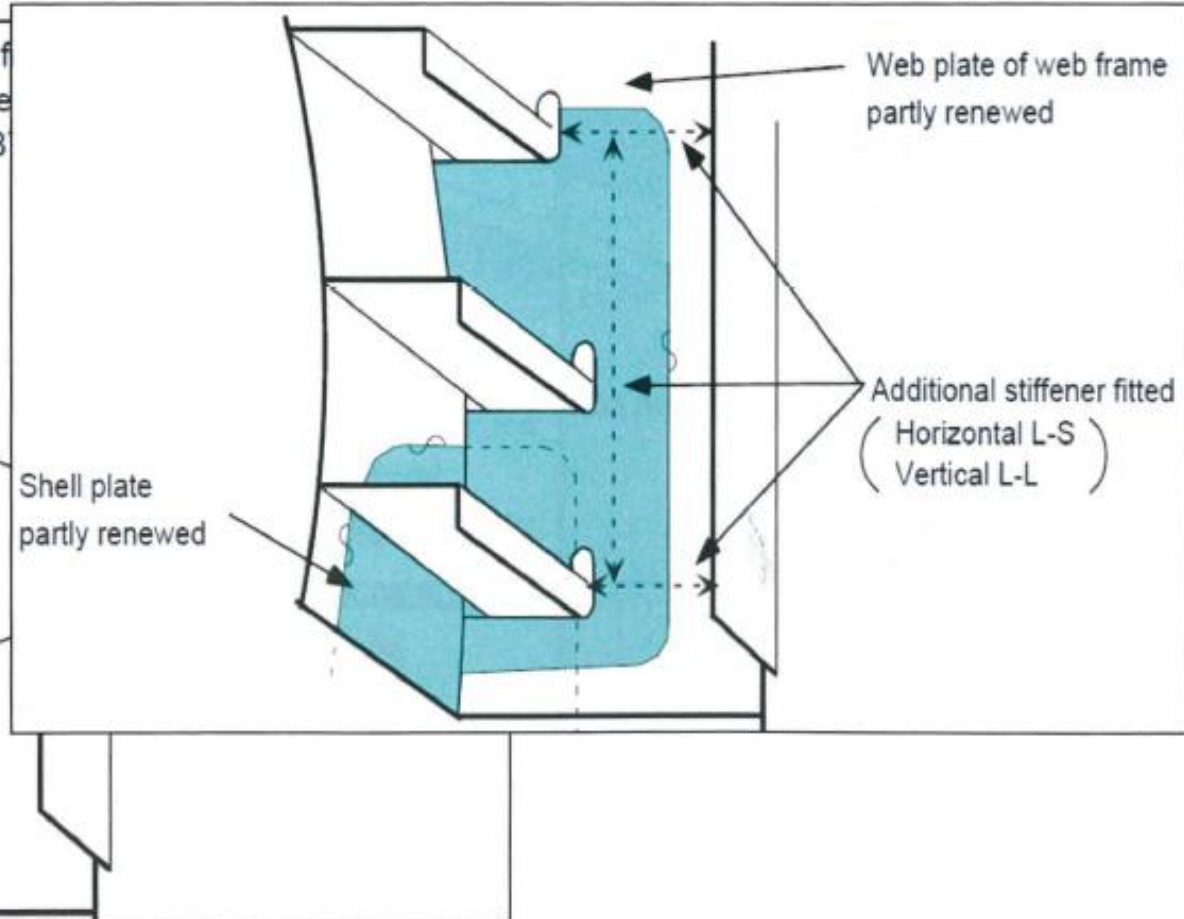 Web plate of web frame
partly renewed
Additional stiffener fitted
( Horizontal L-S )
Vertical L-L
Shell plate
partly renewed